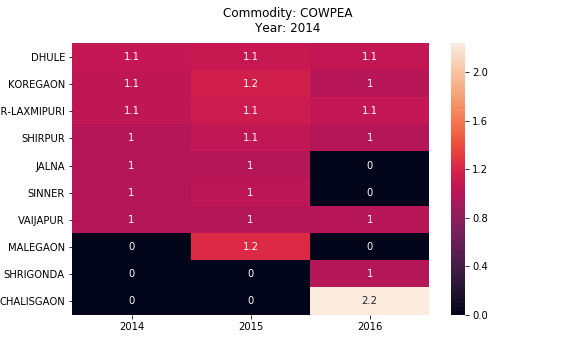 Commodity: COWPEA
Year: 2014
DHULE 1.1 1.1 1.1
KOREGAON 1.1 1.2 1
R-LAXMIPURI 1.1 1.1 1.1
SHIRPUR 1 1.1 1
JALNA 1 1 0
SINNER 1 1 0
VAIJAPUR 1 1 1
MALEGAON 0 1.2 0
SHRIGONDA 0 0 1
CHALISGAON 0 0 2.2
2014 2015 2016
2.0
1.6
1.2
0.8
0.4
0.0